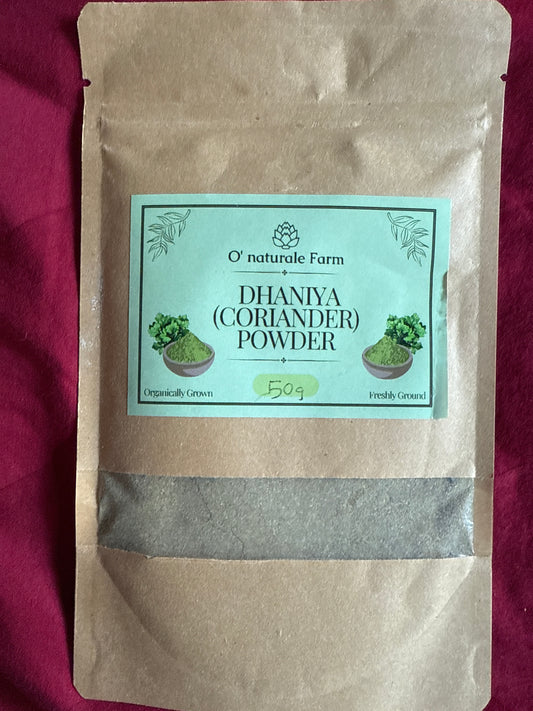 O' naturale Farm
DHANIYA
(CORIANDER)
POWDER
50g
Organically Grown
Freshly Ground